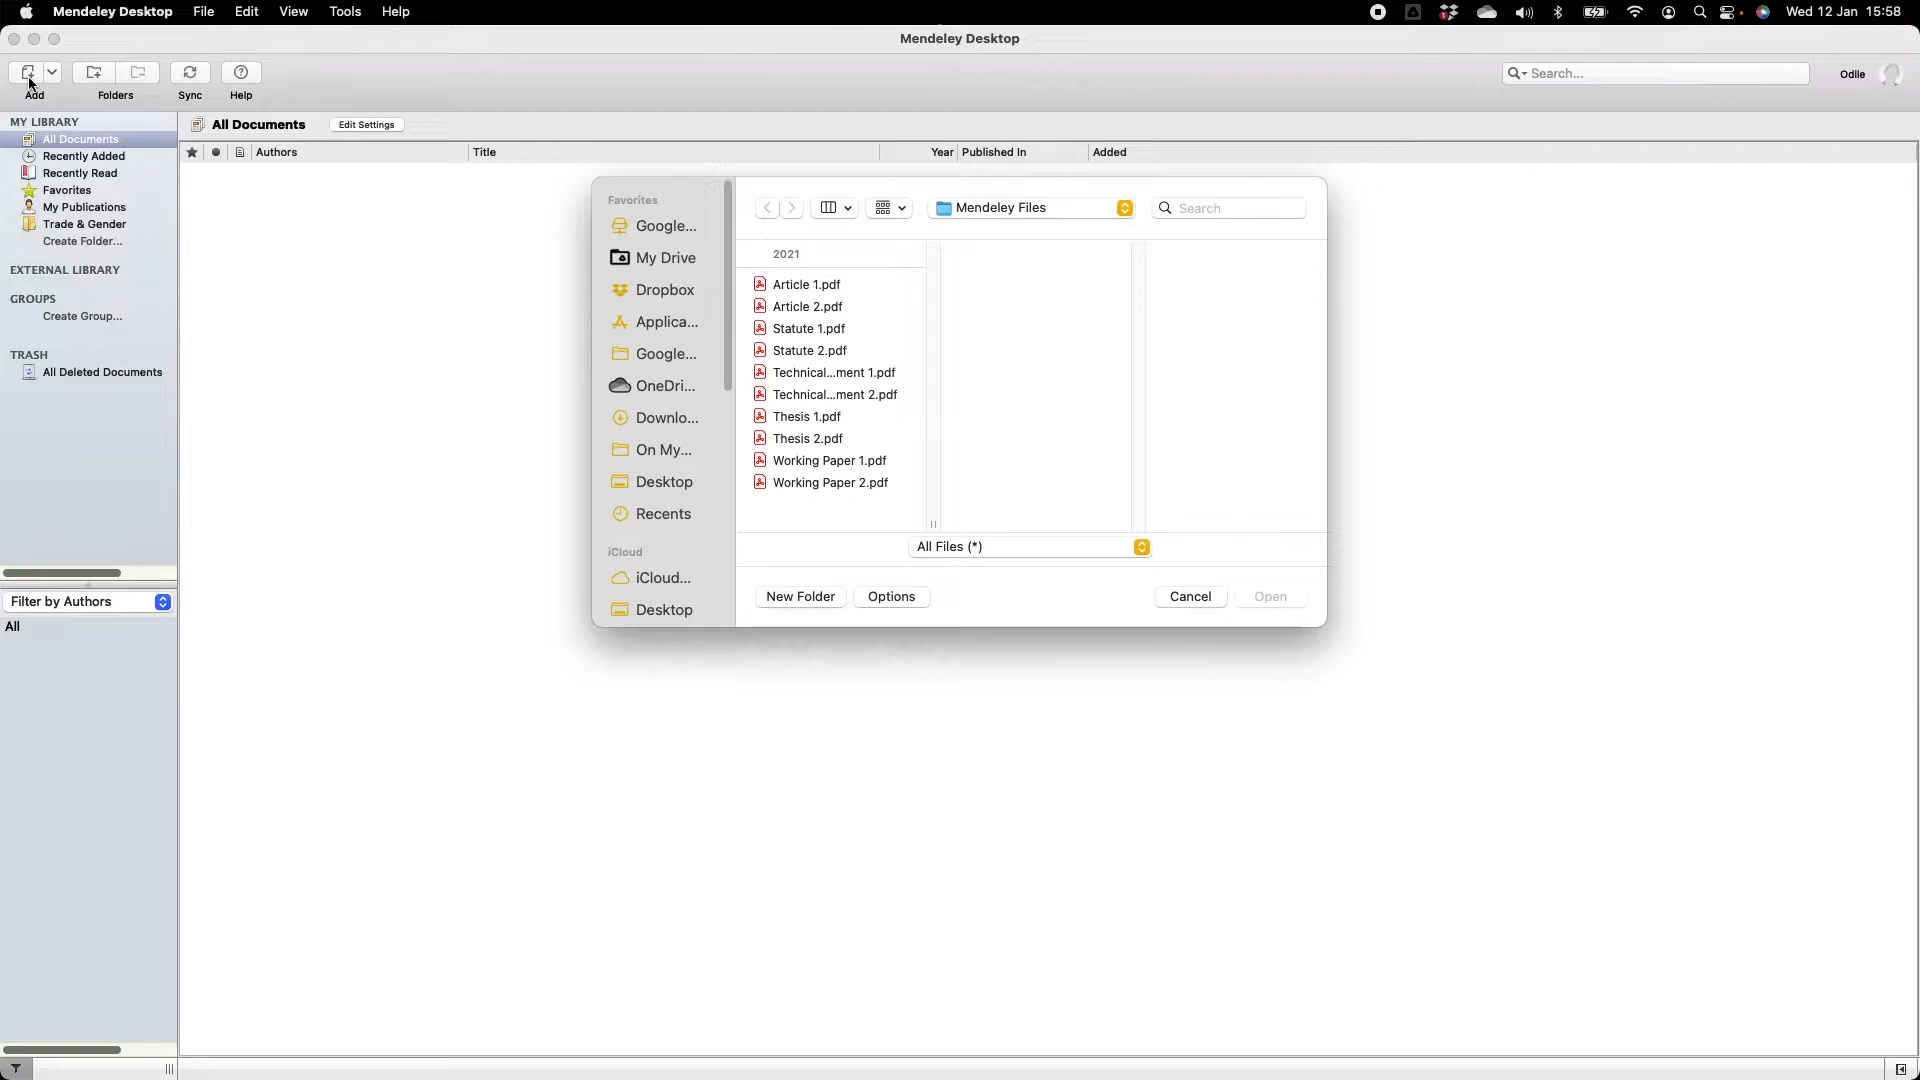 Mendeley Desktop File Edit View Tools Help Wed 12 Jan 15:58
Mendeley Desktop
Search... Odile
Add Folders Sync Help
MY LIBRARY
All Documents
Recently Added
Recently Read
Favorites
My Publications
Trade & Gender
Create Folder...
EXTERNAL LIBRARY
GROUPS
Create Group...
TRASH
All Deleted Documents
Filter by Authors
All
All Documents Edit Settings
Authors Title Year Published In Added
Favorites
Google...
My Drive
Dropbox
Applica...
Google...
OneDri...
Downlo...
On My...
Desktop
Recents
iCloud
iCloud...
Desktop
Mendeley Files Search
2021
Article 1.pdf
Article 2.pdf
Statute 1.pdf
Statute 2.pdf
Technical...ment 1.pdf
Technical...ment 2.pdf
Thesis 1.pdf
Thesis 2.pdf
Working Paper 1.pdf
Working Paper 2.pdf
All Files (*)
New Folder Options Cancel Open